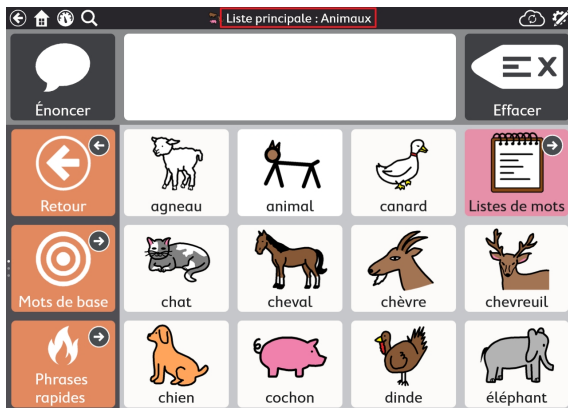 Liste principale : Animaux
Énoncer
Effacer
Retour
agneau
animal
canard
Listes de mots
Mots de base
chat
cheval
chèvre
chevreuil
Phrases
rapides
chien
cochon
dinde
éléphant